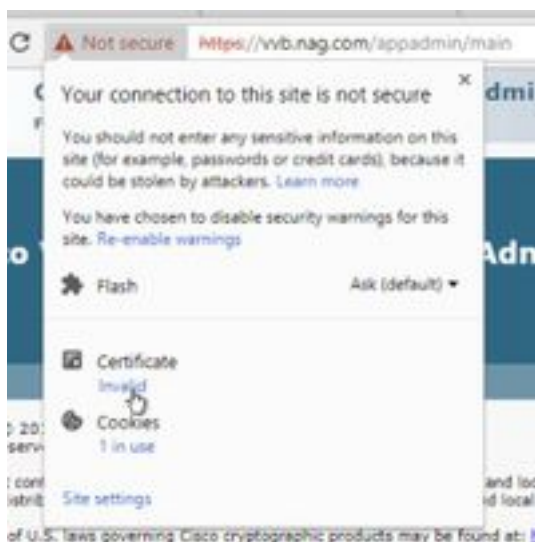 Not secure https://vvb.nag.com/appadmin/main
Your connection to this site is not secure
dmi
You should not enter any sensitive information on this
site (for example, passwords or credit cards), because it
could be stolen by attackers. Learn more
You have chosen to disable security warnings for this
site. Re-enable warnings
Adn
Flash Ask (default)
Certificate
Invalid
Cookies
1 in use
Site settings
of U.S. laws governing Cisco cryptographic products may be found at: